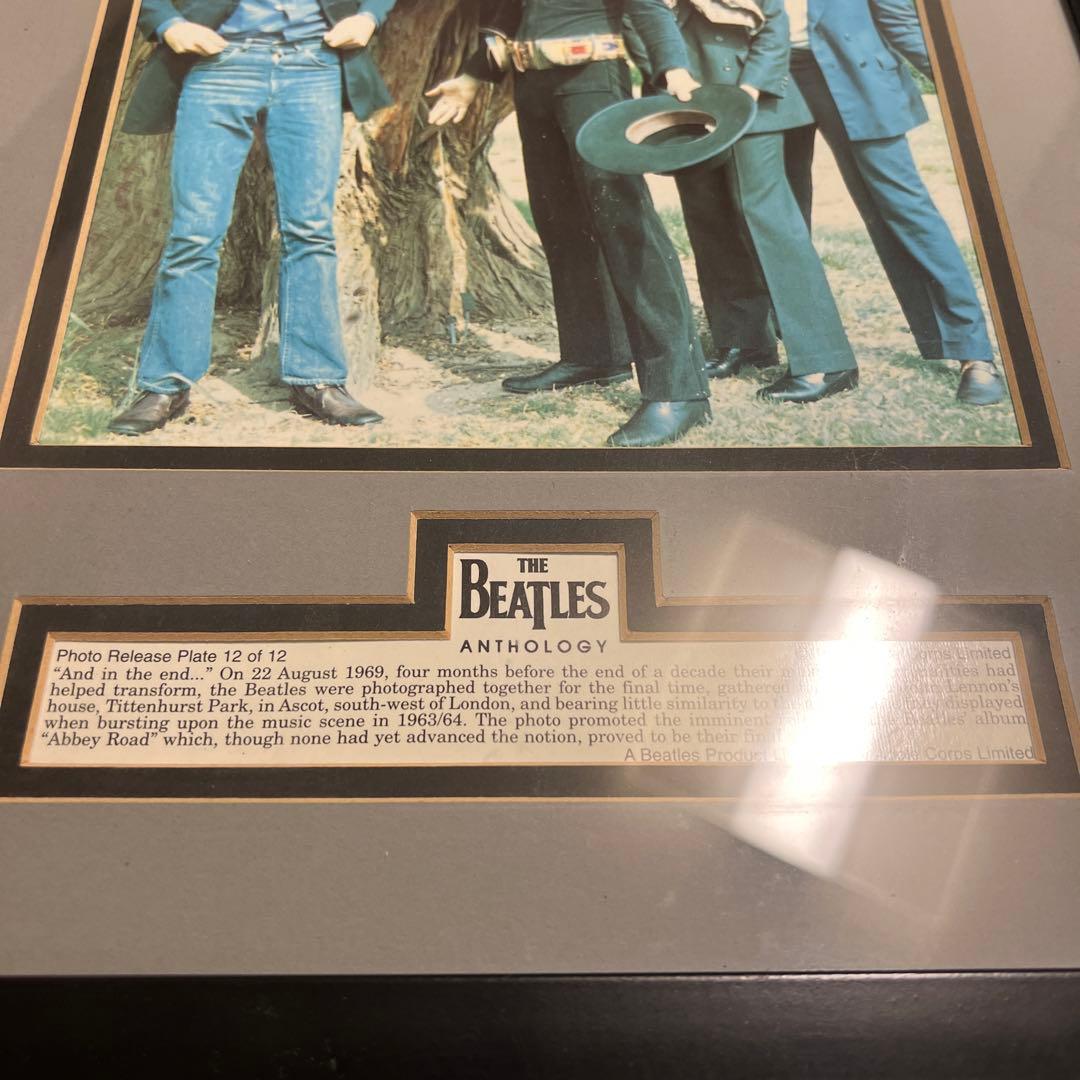 THE
BEATLES
ANTHOLOGY
Photo Release Plate 12 of 12 Corps Limited
“And in the end...” On 22 August 1969, four months before the end of a decade their had
helped transform, the Beatles were photographed together for the final time, gathered Lennon's
house, Tittenhurst Park, in Ascot, south-west of London, and bearing little similarity to displayed
when bursting upon the music scene in 1963/64. The photo promoted the imminent album
“Abbey Road” which, though none had yet advanced the notion, proved to be their
A Beatles Product Corps Limited